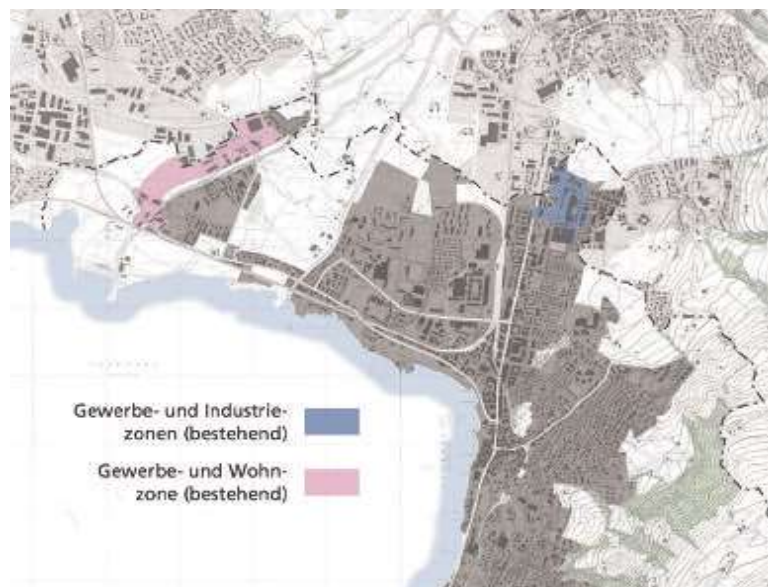 Gewerbe- und Industrie-
zonen (bestehend)
Gewerbe- und Wohn-
zone (bestehend)